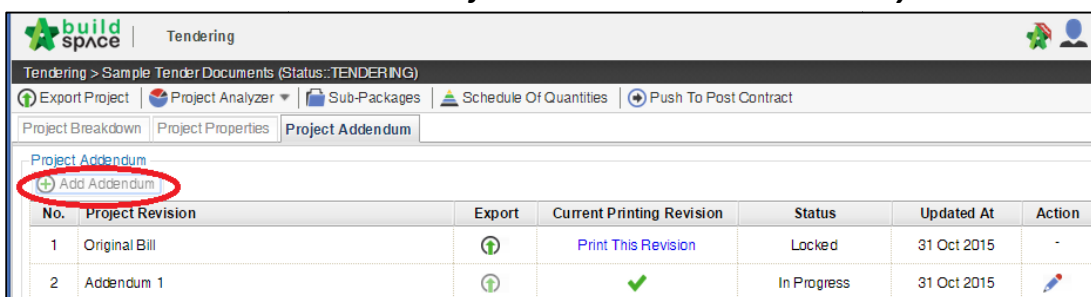 build space | Tendering
Tendering > Sample Tender Documents (Status::TENDERING)
Export Project | Project Analyzer | Sub-Packages | Schedule Of Quantities | Push To Post Contract
Project Breakdown Project Properties Project Addendum
Project Addendum
Add Addendum
No. Project Revision Export Current Printing Revision Status Updated At Action
1 Original Bill Print This Revision Locked 31 Oct 2015 -
2 Addendum 1 In Progress 31 Oct 2015